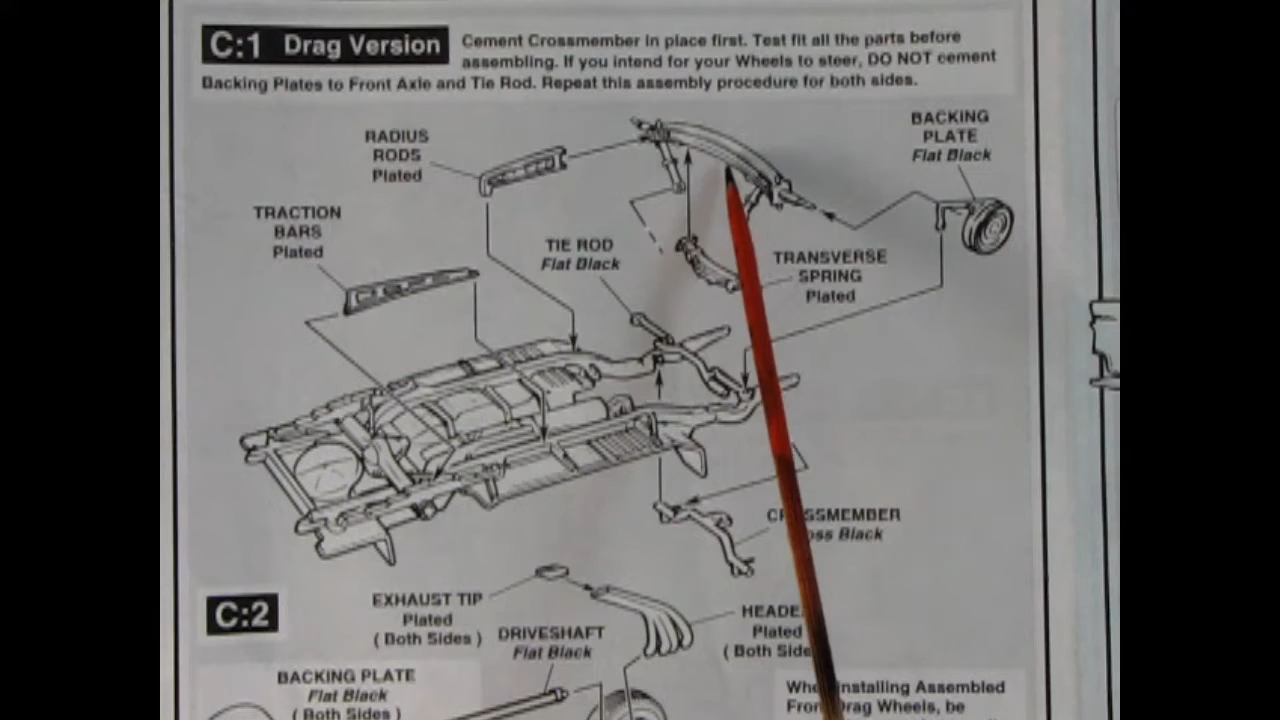 C:1 Drag Version
Cement Crossmember in place first. Test fit all the parts before
assembling. If you intend for your Wheels to steer, DO NOT cement
Backing Plates to Front Axle and Tie Rod. Repeat this assembly procedure for both sides.
RADIUS
RODS
Plated
BACKING
PLATE
Flat Black
TRACTION
BARS
Plated
TIE ROD
Flat Black
TRANSVERSE
SPRING
Plated
C SSMEMBER
oss Black
C:2
EXHAUST TIP
Plated
( Both Sides )
DRIVESHAFT
Flat Black
HEADE
Plated
( Both Side
BACKING PLATE
Flat Black
( Both Sides )
Whe Installing Assembled
Fro Drag Wheels, be